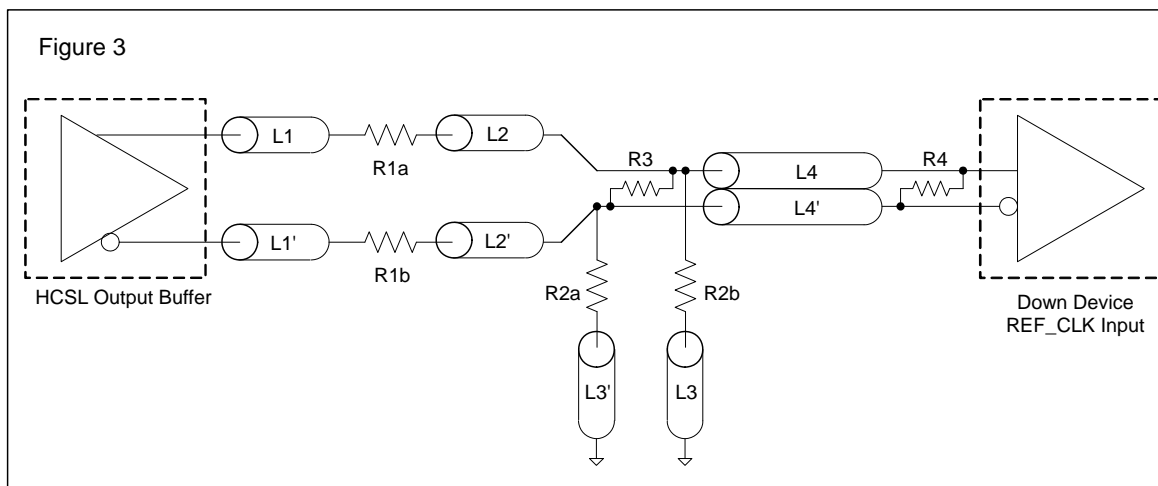 Figure 3
L1
R1a
L2
R3
L4
R4
L4'
L1'
R1b
L2'
HCSL Output Buffer
R2a
R2b
Down Device
REF_CLK Input
L3'
L3